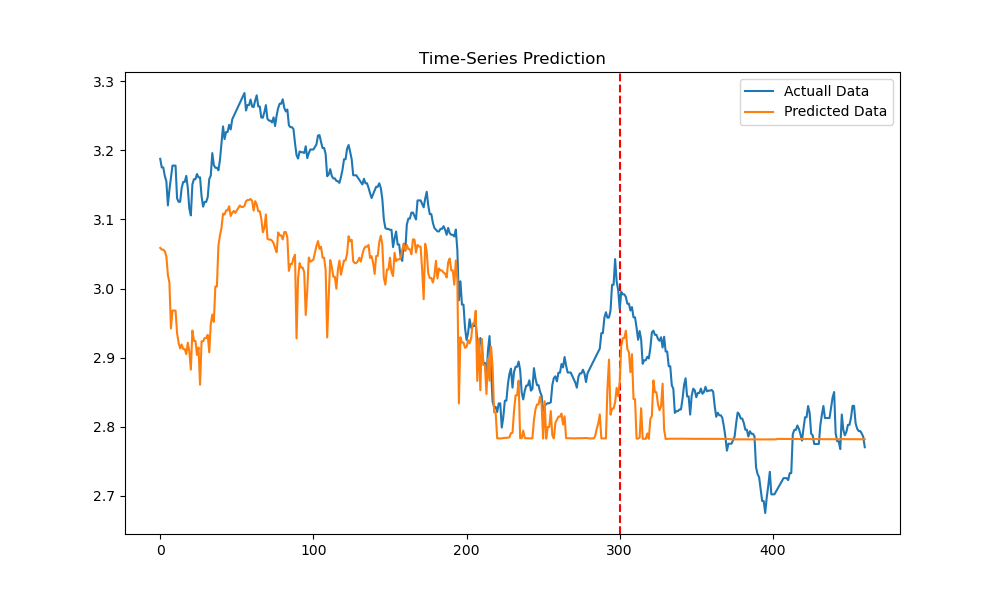 Time-Series Prediction
Actuall Data
Predicted Data
3.3
3.2
3.1
3.0
2.9
2.8
2.7
0 100 200 300 400